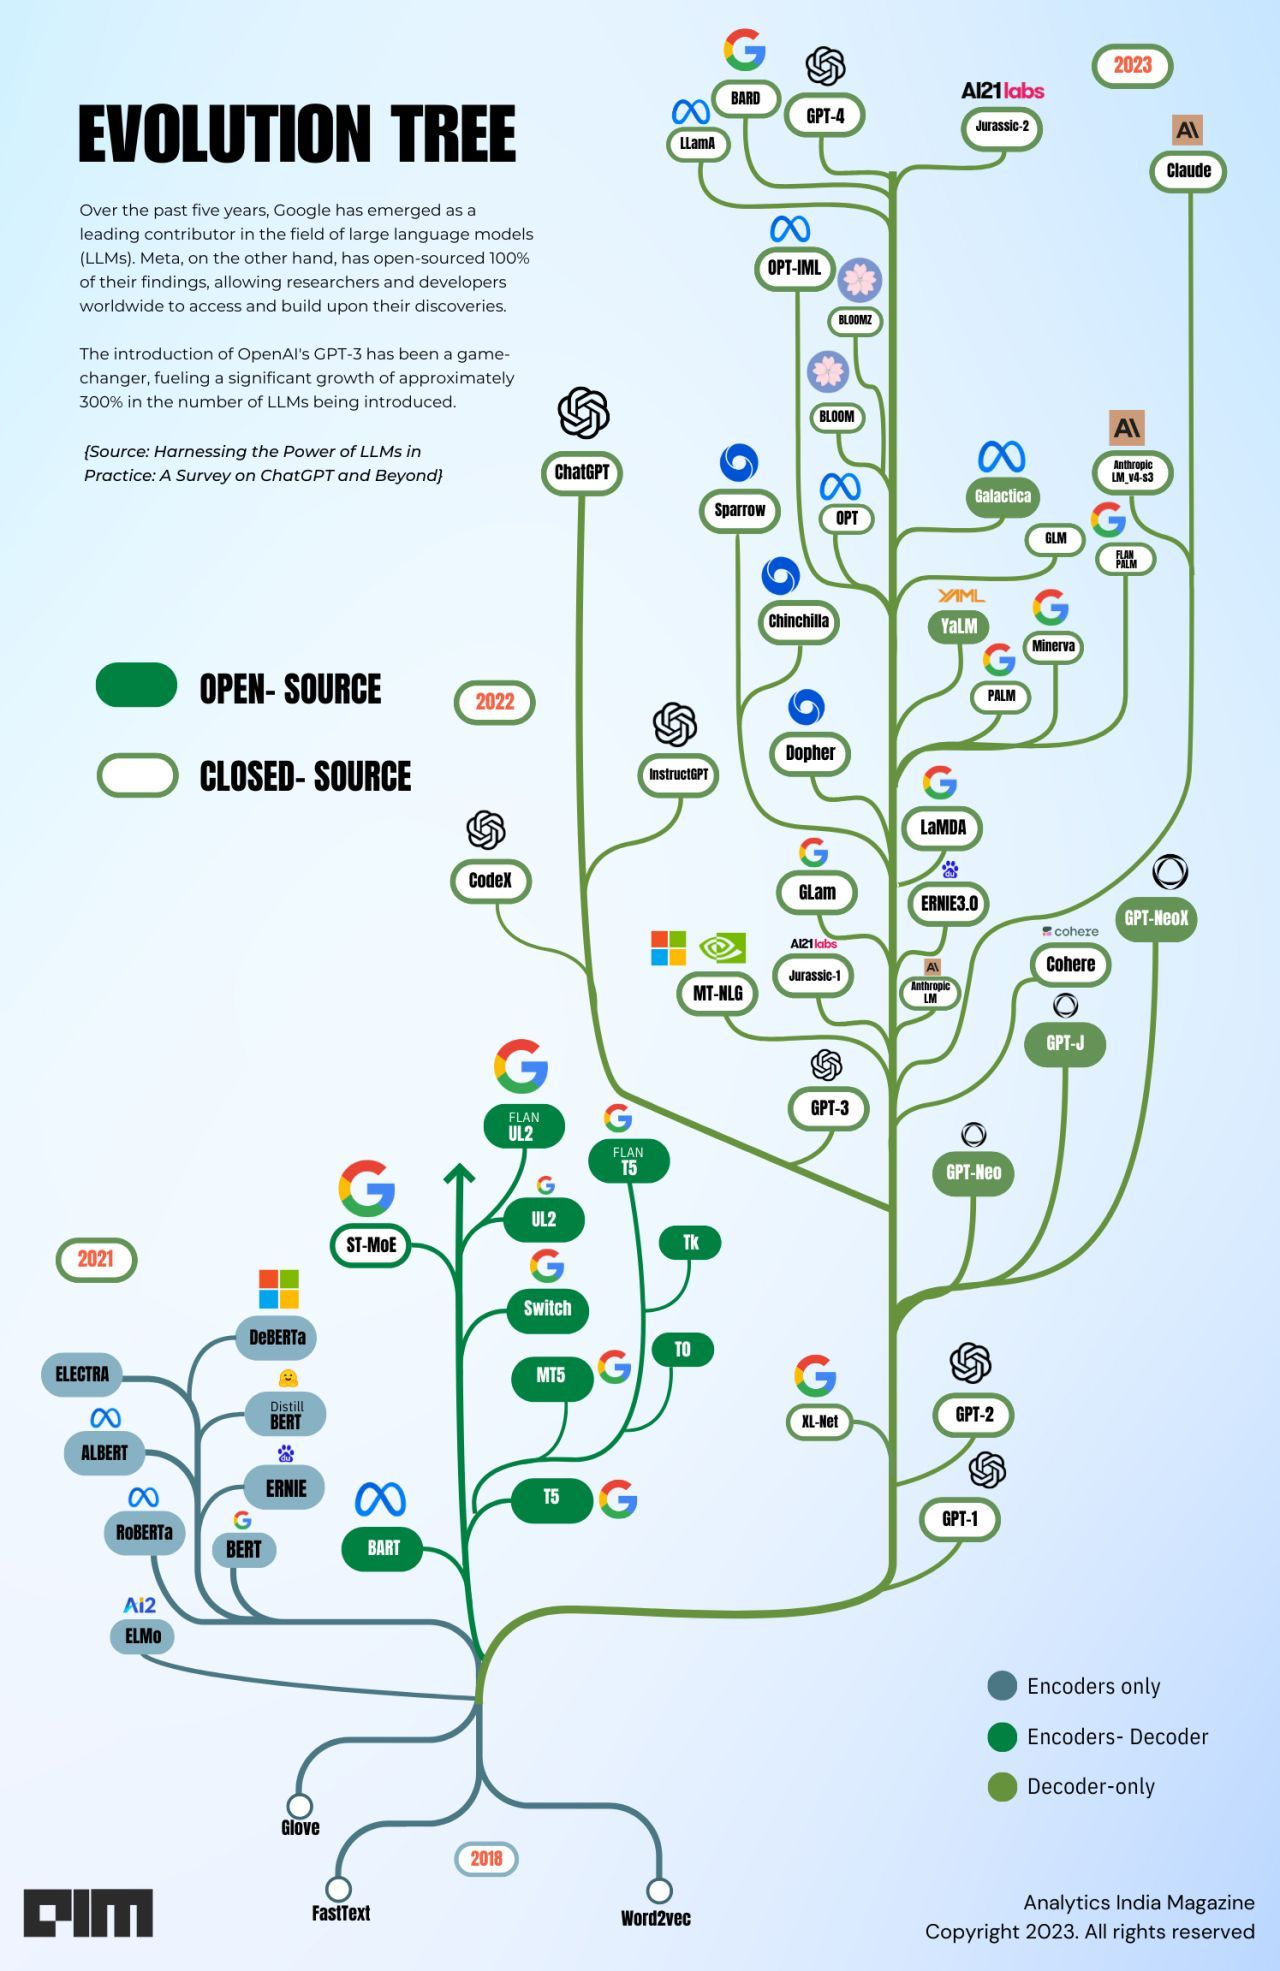 2023
BARD
GPT-4
AI21labs
Jurassic-2
LLamA
Claude
EVOLUTION TREE
Over the past five years, Google has emerged as a
leading contributor in the field of large language models
(LLMs). Meta, on the other hand, has open-sourced 100%
of their findings, allowing researchers and developers
worldwide to access and build upon their discoveries.
The introduction of OpenAI's GPT-3 has been a game-
changer, fueling a significant growth of approximately
300% in the number of LLMs being introduced.
{Source: Harnessing the Power of LLMs in
Practice: A Survey on ChatGPT and Beyond}
OPT-IML
BLOOMZ
BLOOM
ChatGPT
Sparrow
OPT
Galactica
Anthropic
LM_v4-s3
GLM
FLAN
PALM
Chinchilla
YAML
YaLM
Minerva
PALM
OPEN- SOURCE
2022
CLOSED- SOURCE
InstructGPT
Dopher
LaMDA
CodeX
GLam
du
ERNIE3.0
GPT-NeoX
cohere
Cohere
MT-NLG
AI21labs
Jurassic-1
Anthropic
LM
GPT-J
GPT-3
FLAN
UL2
FLAN
T5
GPT-Neo
UL2
ST-MoE
Tk
2021
Switch
DeBERTa
TO
MT5
ELECTRA
Distill
BERT
XL-Net
GPT-2
ALBERT
du
ERNIE
T5
RoBERTa
BERT
BART
GPT-1
Ai2
ELMo
Encoders only
Encoders- Decoder
Decoder-only
Glove
2018
FastText
Word2vec
AIM
Analytics India Magazine
Copyright 2023. All rights reserved